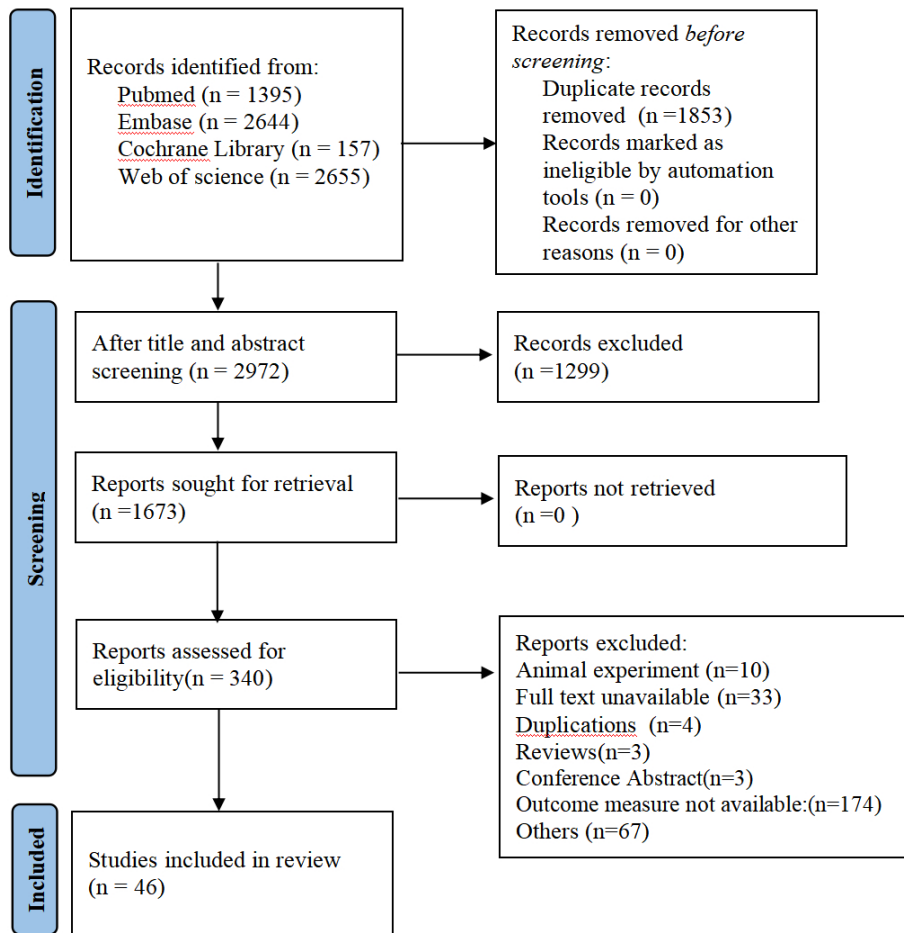 Identification
Records identified from:
Pubmed (n = 1395)
Embase (n = 2644)
Cochrane Library (n = 157)
Web of science (n = 2655)
Records removed before
screening:
Duplicate records
removed (n =1853)
Records marked as
ineligible by automation
tools (n = 0)
Records removed for other
reasons (n = 0)
Screening
After title and abstract
screening (n = 2972)
Records excluded
(n =1299)
Reports sought for retrieval
(n =1673)
Reports not retrieved
(n =0 )
Reports assessed for
eligibility(n = 340)
Reports excluded:
Animal experiment (n=10)
Full text unavailable (n=33)
Duplications (n=4)
Reviews(n=3)
Conference Abstract(n=3)
Outcome measure not available:(n=174)
Others (n=67)
Included
Studies included in review
(n = 46)